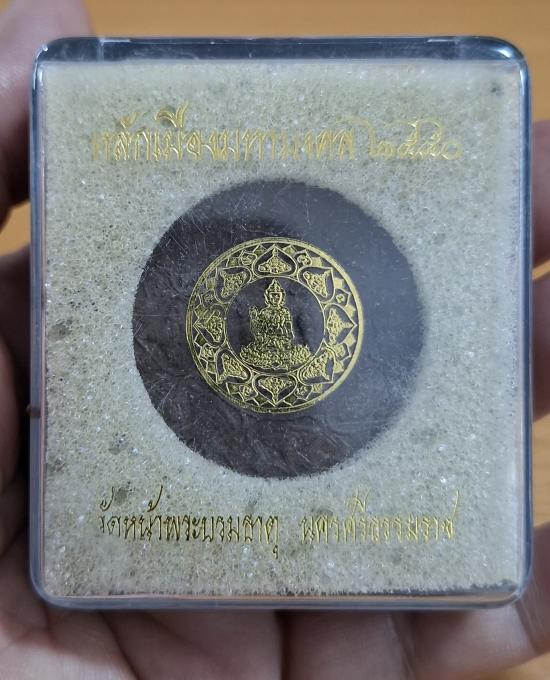 หลักเมืองมหามงคล ๒๕๕๐
วัดหน้าพระบรมธาตุ นครศรีธรรมราช